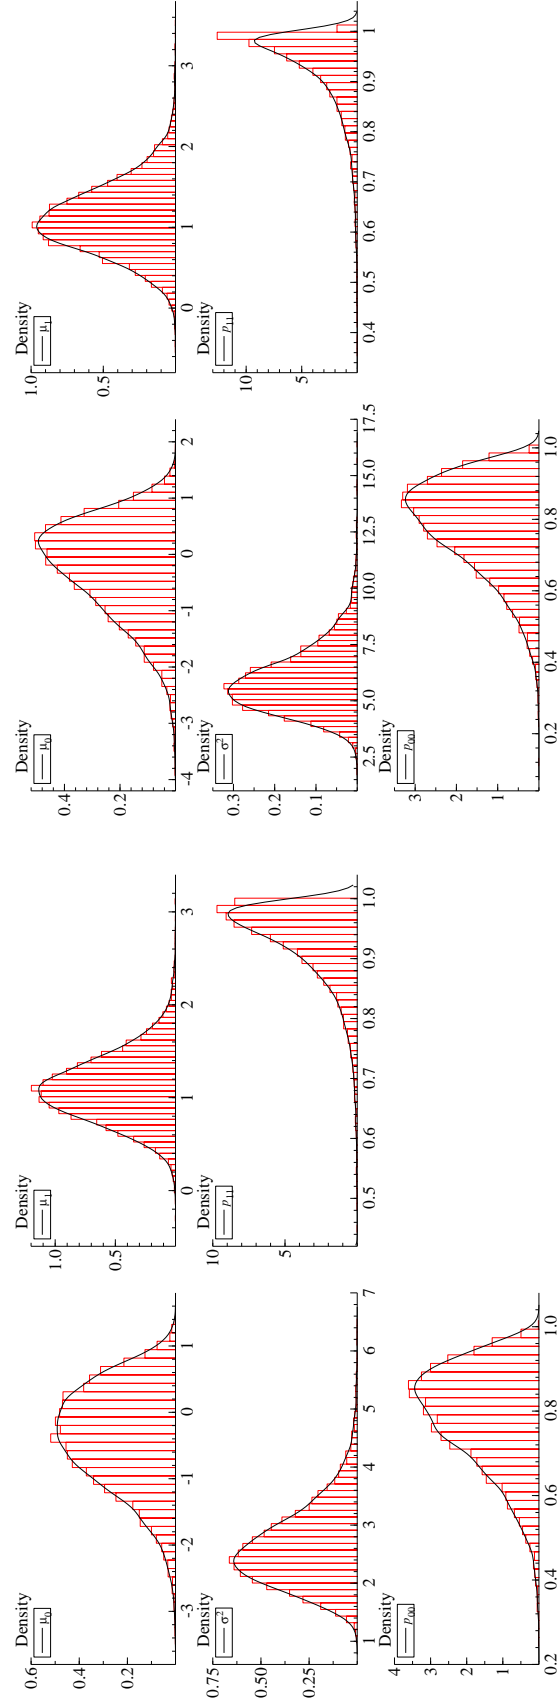 Density Density Density Density
μ₀ μ₁ μ₀ μ₁
0.6 1.0 0.4 1.0
0.4 0.5 0.2 0.5
0.2
-3 -2 -1 0 1 0 1 2 3 -4 -3 -2 -1 0 1 2 0 1 2 3
Density Density Density Density
σ² p₁₁ σ² p₁₁
0.75 10 0.3 10
0.50 5 0.2 5
0.25 0.1
1 2 3 4 5 6 7 0.5 0.6 0.7 0.8 0.9 1.0 2.5 5.0 7.5 10.0 12.5 15.0 17.5 0.4 0.5 0.6 0.7 0.8 0.9 1
Density Density
p₀₀ p₀₀
4 3
3 2
2 1
1
0.2 0.4 0.6 0.8 1.0 0.2 0.4 0.6 0.8 1.0